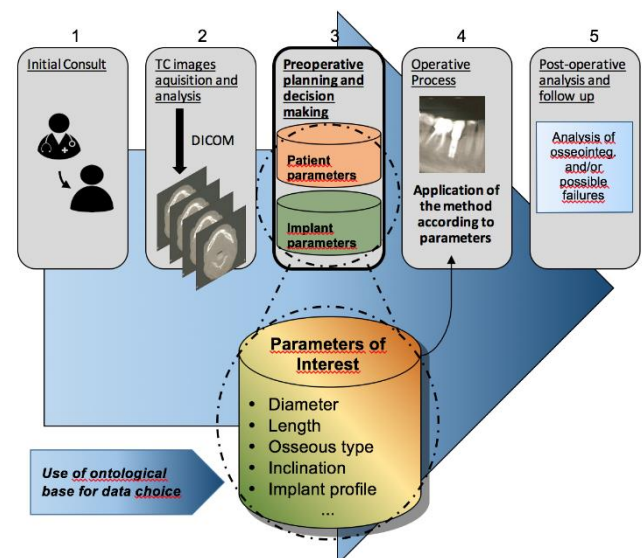 1
Initial Consult
2
TC images
aquisition and
analysis
DICOM
3
Preoperative
planning and
decision
making
Patient
parameters
Implant
parameters
4
Operative
Process
Application of
the method
according to
parameters
5
Post-operative
analysis and
follow up
Analysis of
osseointeg.
and/or
possible
failures
Parameters of
Interest
• Diameter
• Length
• Osseous type
• Inclination
• Implant profile
...
Use of ontological
base for data choice